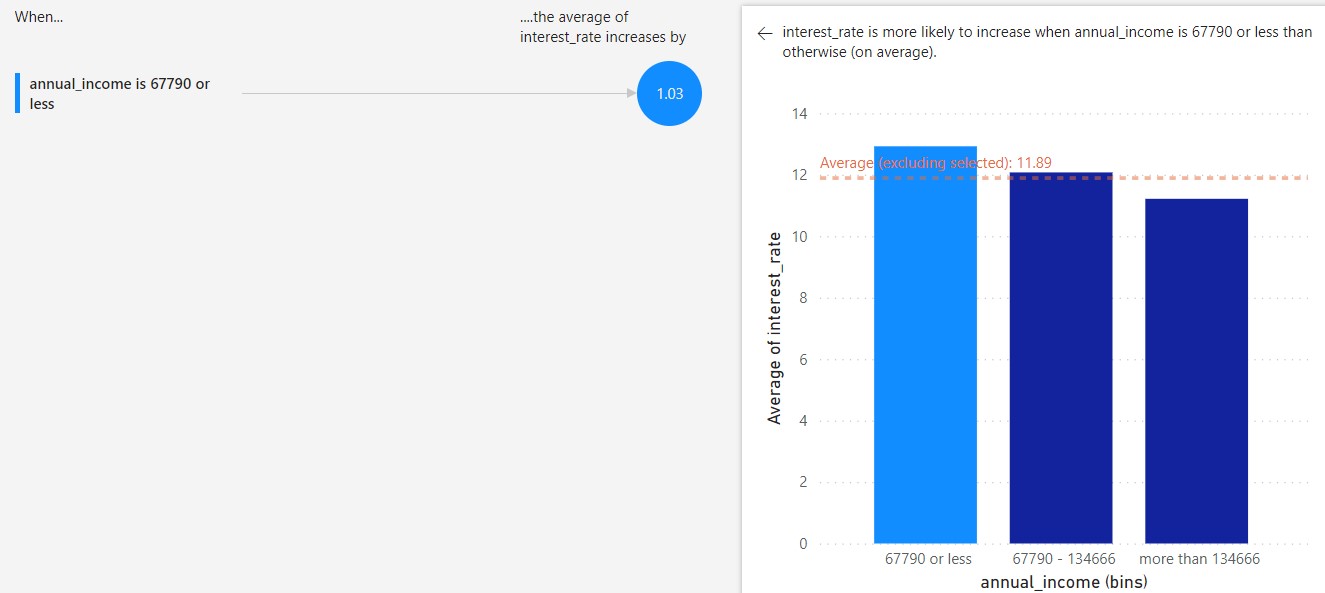 When...
....the average of
interest_rate increases by
annual_income is 67790 or
less
1.03
interest_rate is more likely to increase when annual_income is 67790 or less than
otherwise (on average).
14
12
10
8
6
4
2
0
Average of interest_rate
Average (excluding selected): 11.89
67790 or less
67790 - 134666
more than 134666
annual_income (bins)